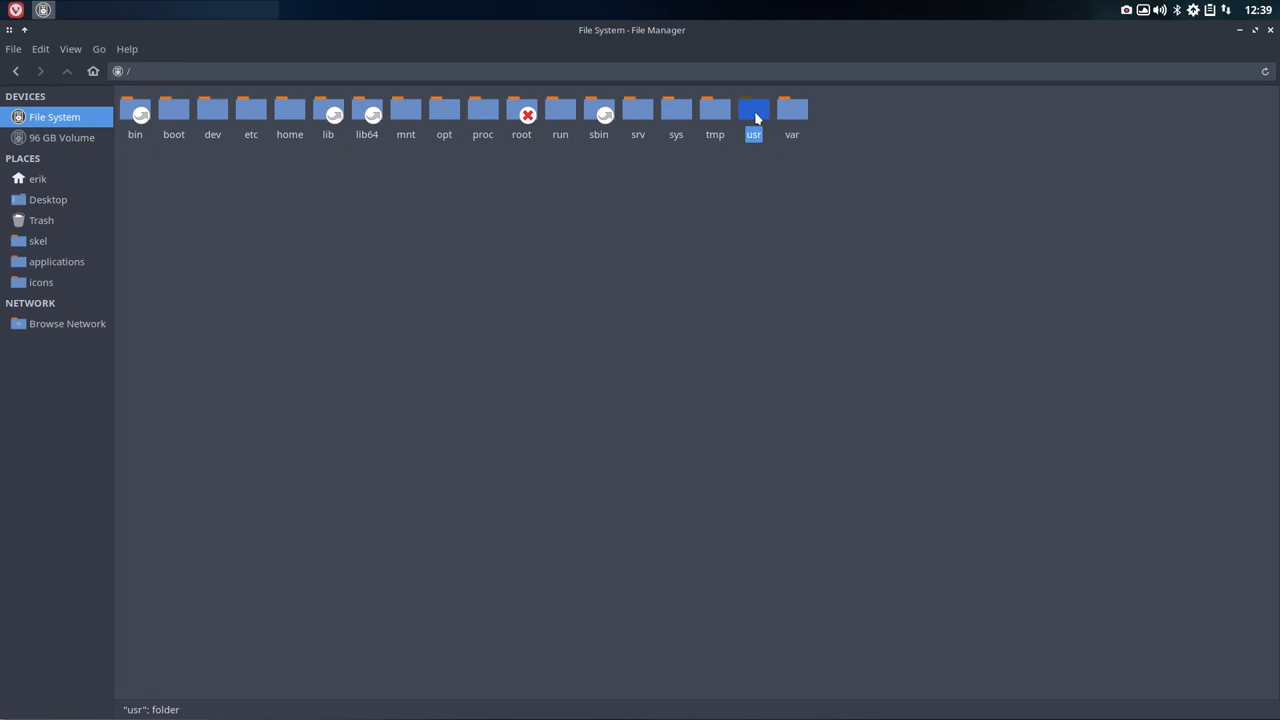 12:39
File System - File Manager
File Edit View Go Help
/
DEVICES
File System
96 GB Volume
PLACES
erik
Desktop
Trash
skel
applications
icons
NETWORK
Browse Network
bin boot dev etc home lib lib64 mnt opt proc root run sbin srv sys tmp usr var
"usr": folder